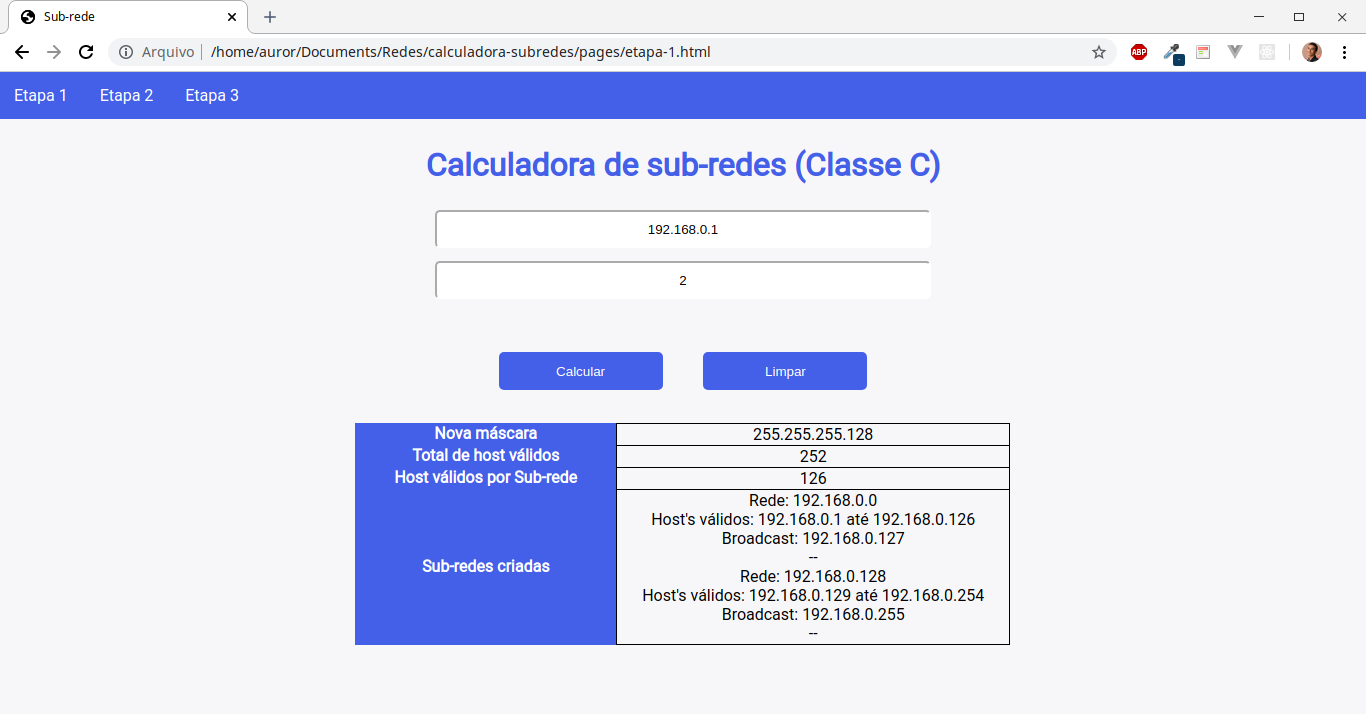 Sub-rede
Arquivo | /home/auror/Documents/Redes/calculadora-subredes/pages/etapa-1.html
ABP
Etapa 1 Etapa 2 Etapa 3
Calculadora de sub-redes (Classe C)
192.168.0.1
2
Calcular Limpar
Nova máscara 255.255.255.128
Total de host válidos 252
Host válidos por Sub-rede 126
Sub-redes criadas
Rede: 192.168.0.0
Host's válidos: 192.168.0.1 até 192.168.0.126
Broadcast: 192.168.0.127
--
Rede: 192.168.0.128
Host's válidos: 192.168.0.129 até 192.168.0.254
Broadcast: 192.168.0.255
--